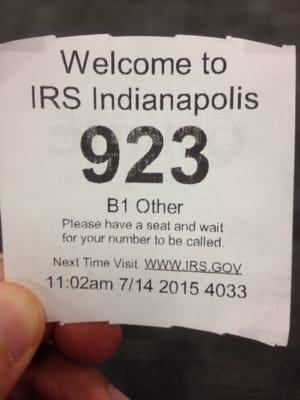 Welcome to
IRS Indianapolis
923
B1 Other
Please have a seat and wait
for your number to be called.
Next Time Visit WWW.IRS.GOV
11:02am 7/14 2015 4033